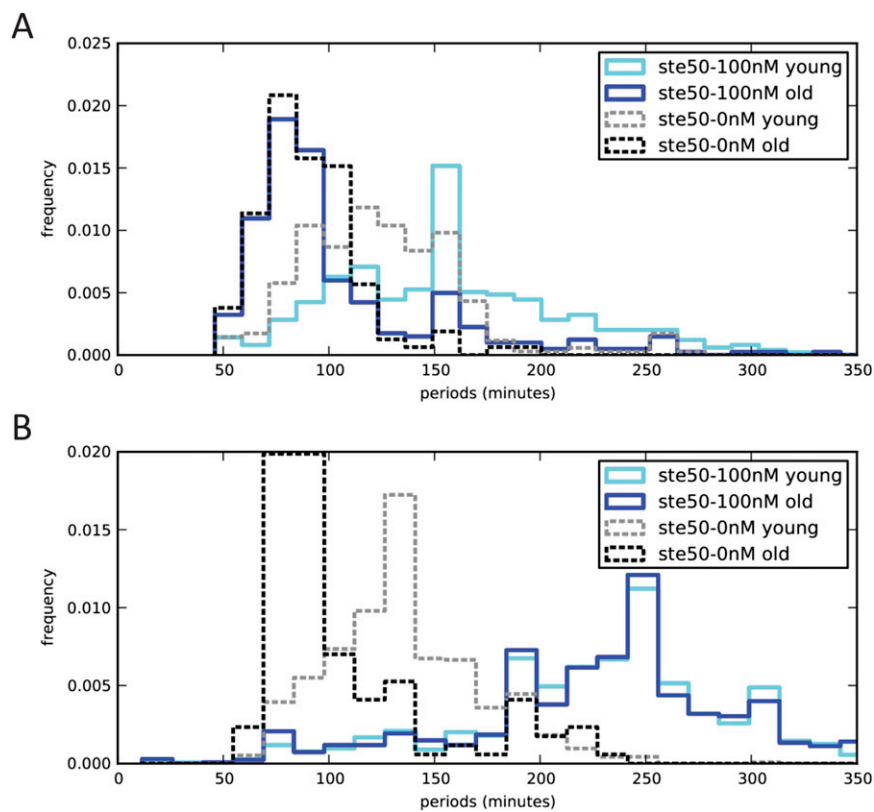 A
0.025
0.020
0.015
0.010
0.005
0.000
frequency
ste50-100nM young
ste50-100nM old
ste50-0nM young
ste50-0nM old
0 50 100 150 200 250 300 350
periods (minutes)
B
0.020
0.015
0.010
0.005
0.000
frequency
ste50-100nM young
ste50-100nM old
ste50-0nM young
ste50-0nM old
0 50 100 150 200 250 300 350
periods (minutes)